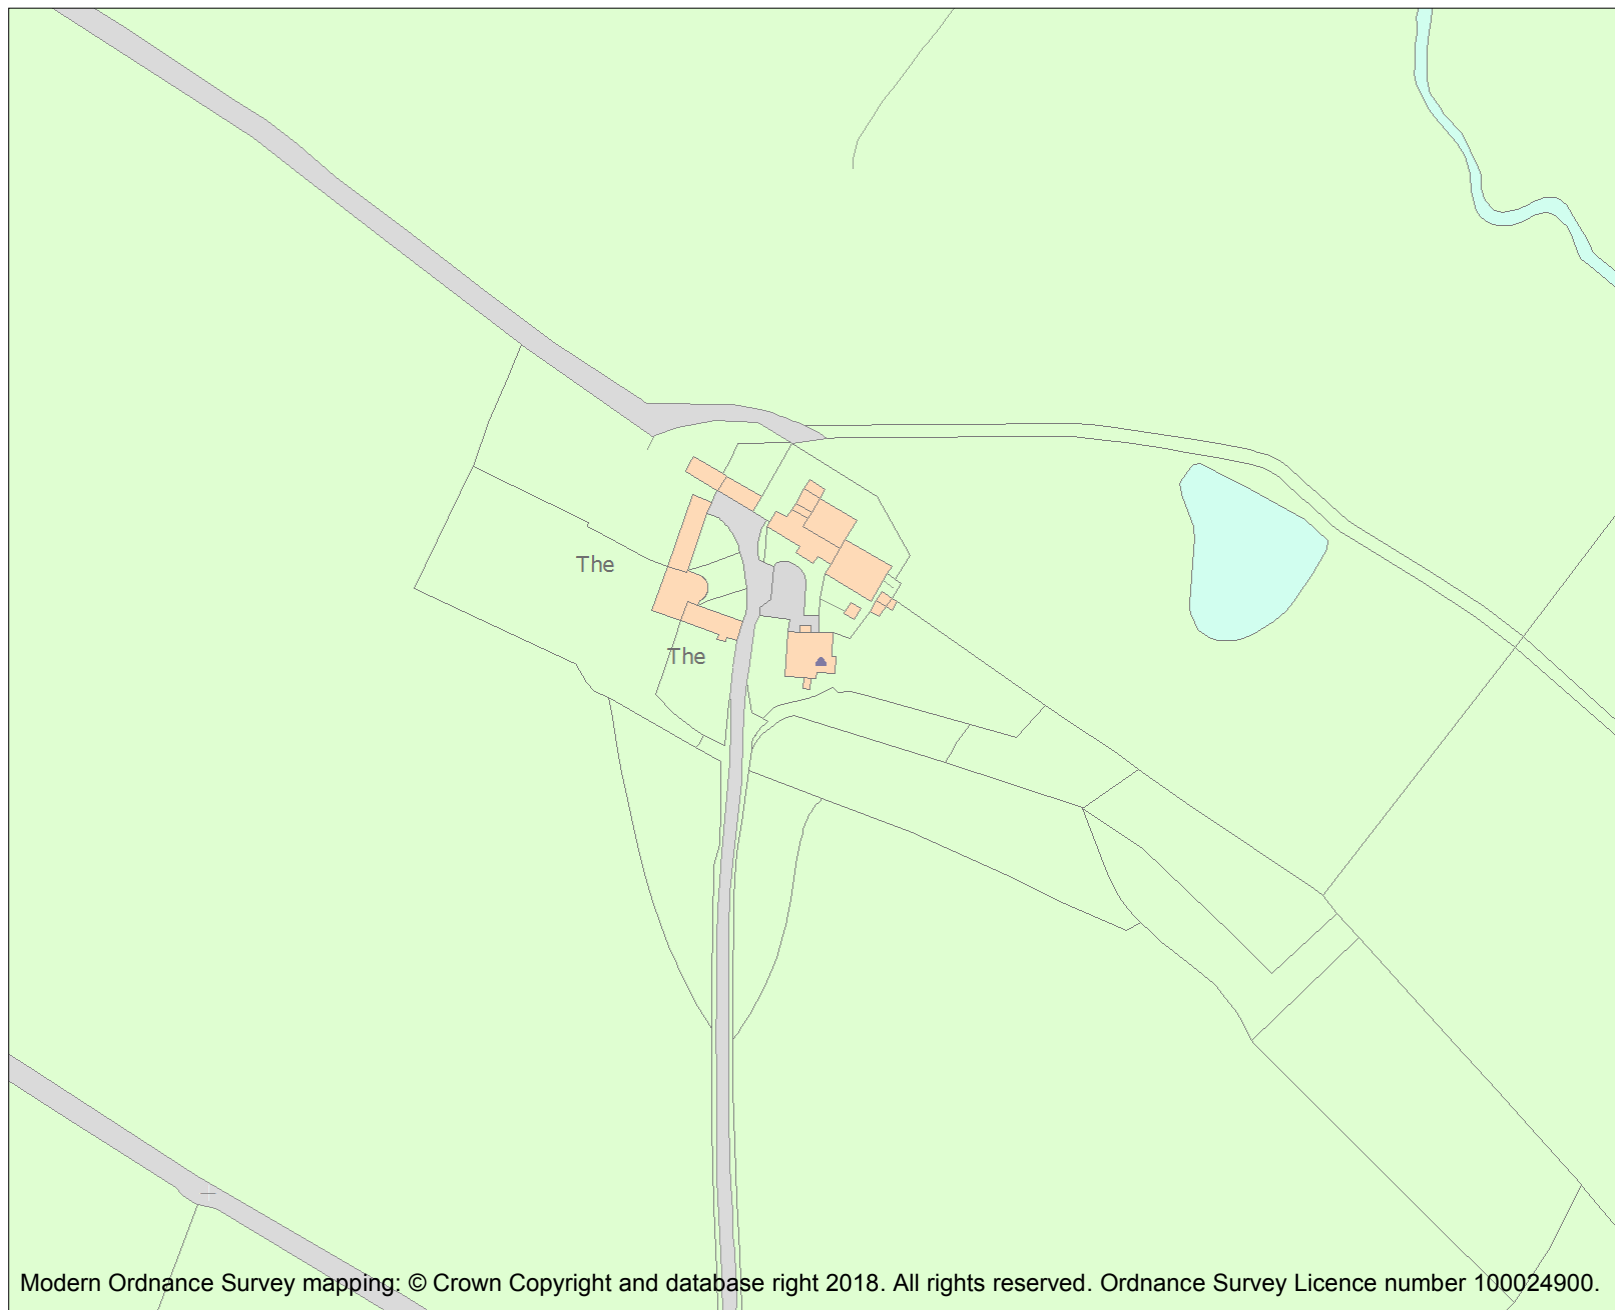 The
The
Modern Ordnance Survey mapping: © Crown Copyright and database right 2018. All rights reserved. Ordnance Survey Licence number 100024900.